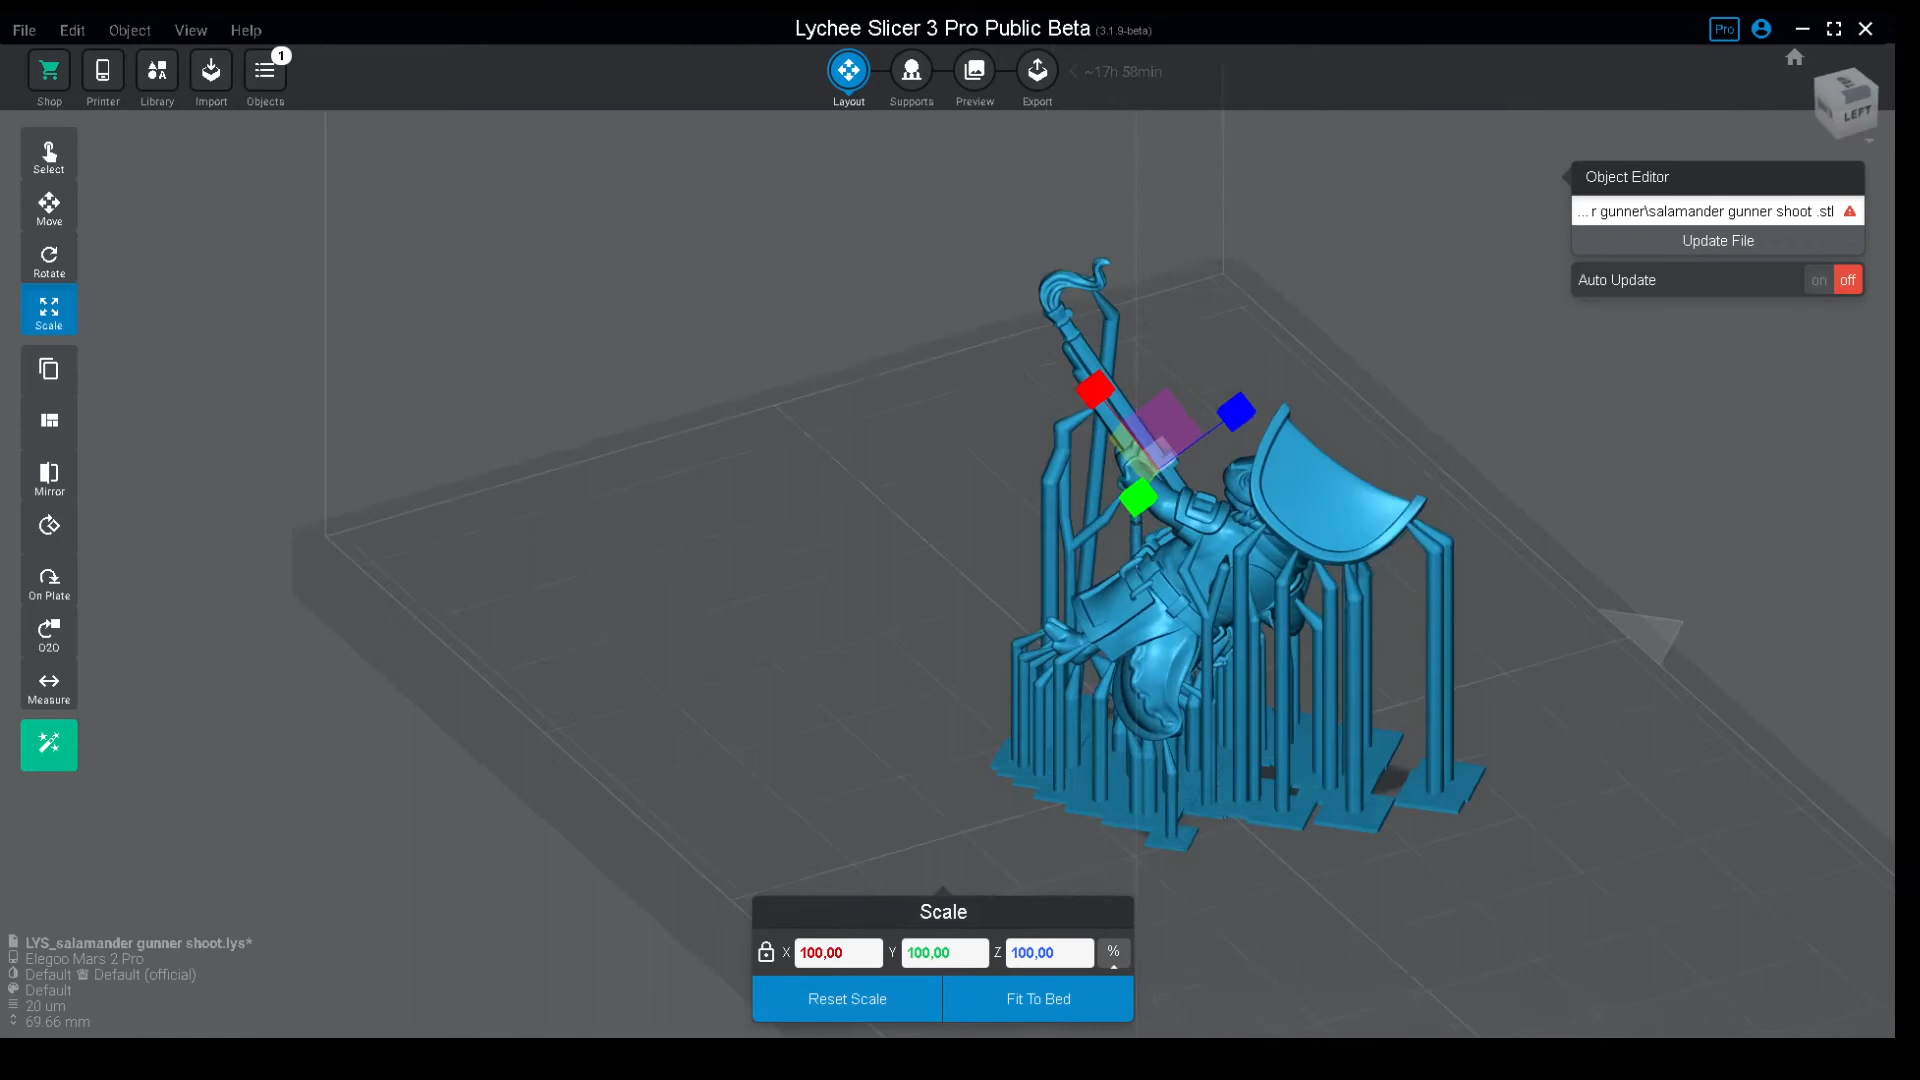 File Edit Object View Help
Lychee Slicer 3 Pro Public Beta (3.1.9-beta)
Pro
1
Shop Printer Library Import Objects
Layout Supports Preview Export
~17h 58min
LEFT
Select
Move
Rotate
Scale
Mirror
On Plate
O2O
Measure
Object Editor
... r gunner\salamander gunner shoot .stl
Update File
Auto Update on off
Scale
X 100,00 Y 100,00 Z 100,00 %
Reset Scale Fit To Bed
LYS_salamander gunner shoot.lys*
Elegoo Mars 2 Pro
Default Default (official)
Default
20 um
69.66 mm